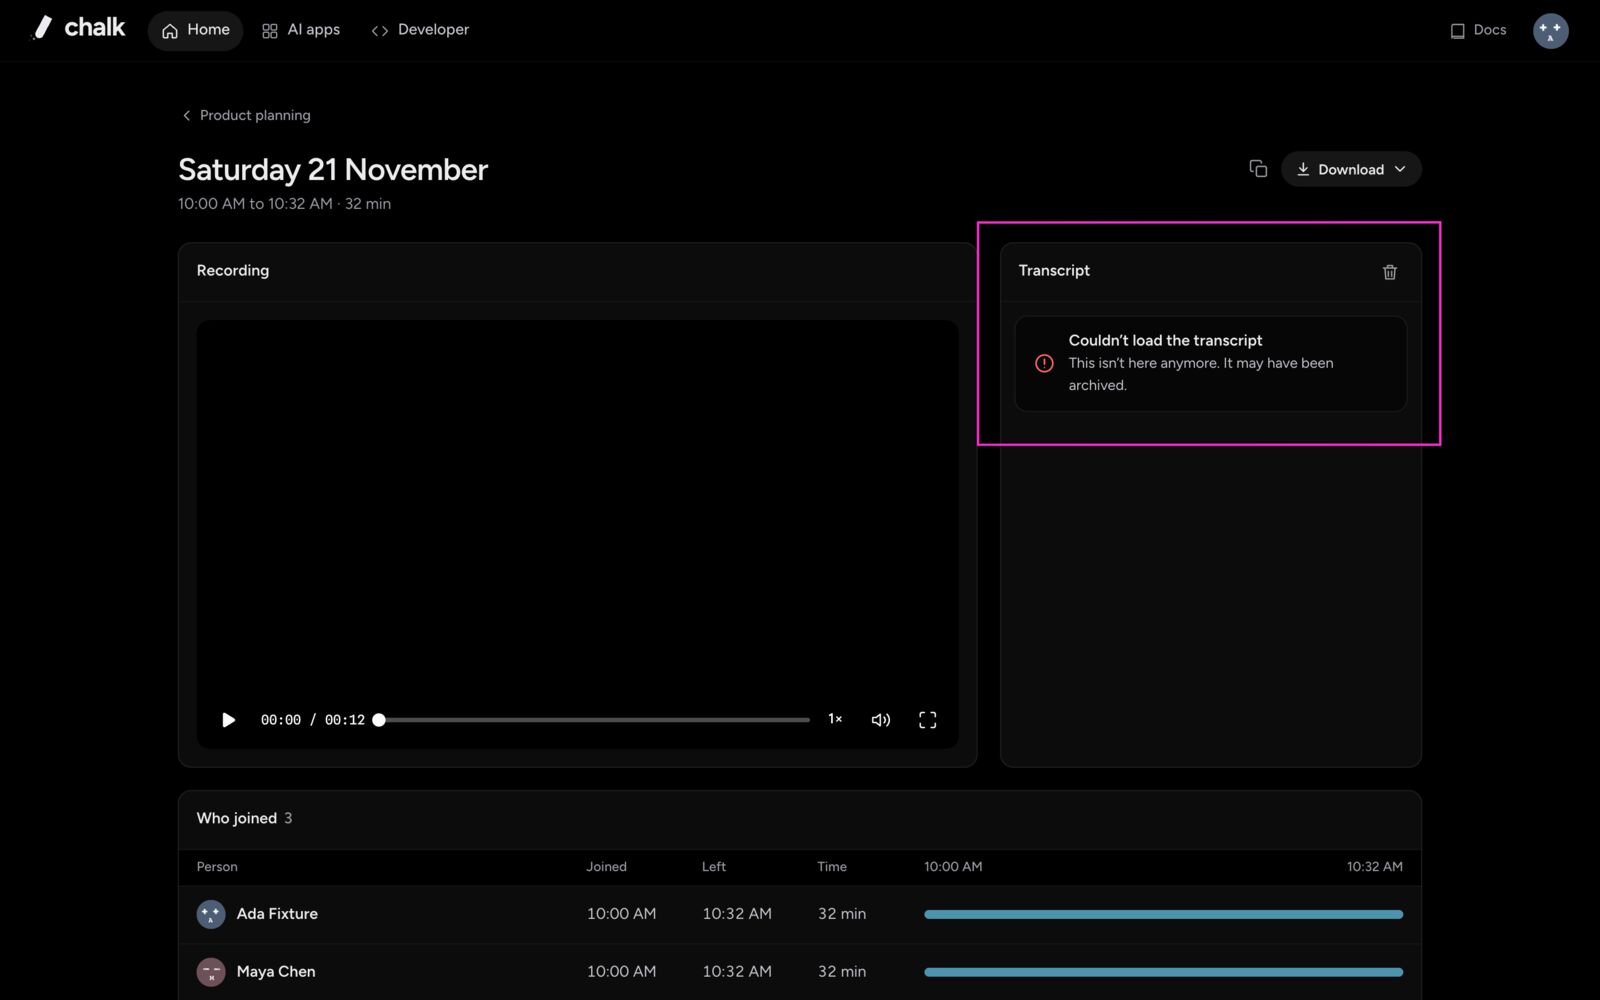 chalk
Home
AI apps
Developer
Docs
Product planning
Saturday 21 November
10:00 AM to 10:32 AM · 32 min
Download
Recording
00:00 / 00:12
1×
Transcript
Couldn’t load the transcript
This isn’t here anymore. It may have been
archived.
Who joined 3
Person Joined Left Time 10:00 AM 10:32 AM
Ada Fixture 10:00 AM 10:32 AM 32 min
Maya Chen 10:00 AM 10:32 AM 32 min